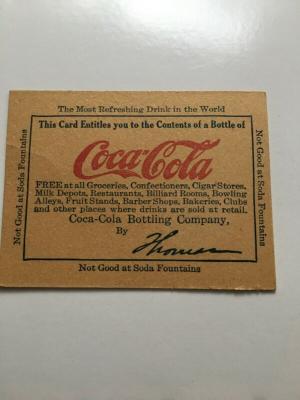 The Most Refreshing Drink in the World
This Card Entitles you to the Contents of a Bottle of
Coca-Cola
FREE at all Groceries, Confectioners, Cigar Stores,
Milk Depots, Restaurants, Billiard Rooms, Bowling
Alleys, Fruit Stands, Barber Shops, Bakeries, Clubs
and other places where drinks are sold at retail.
Coca-Cola Bottling Company,
By
Not Good at Soda Fountains
Not Good at Soda Fountains
Not Good at Soda Fountains